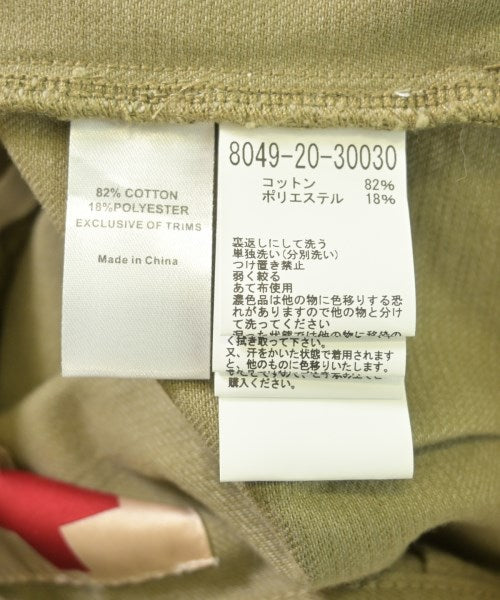 82% COTTON
18%POLYESTER
EXCLUSIVE OF TRIMS
Made in China
8049-20-30030
コットン 82%
ポリエステル 18%
裏返しにして洗う
単独洗い(分別洗い)
つけ置き禁止
弱く絞る
あて布使用
濃色品は他の物に色移りする恐
れがありますので他の物と分け
て洗ってください
く拭き取って下さい。
又、汗をかいた状態で着用されます
と、他のものに色移りいたします。
購入ください。